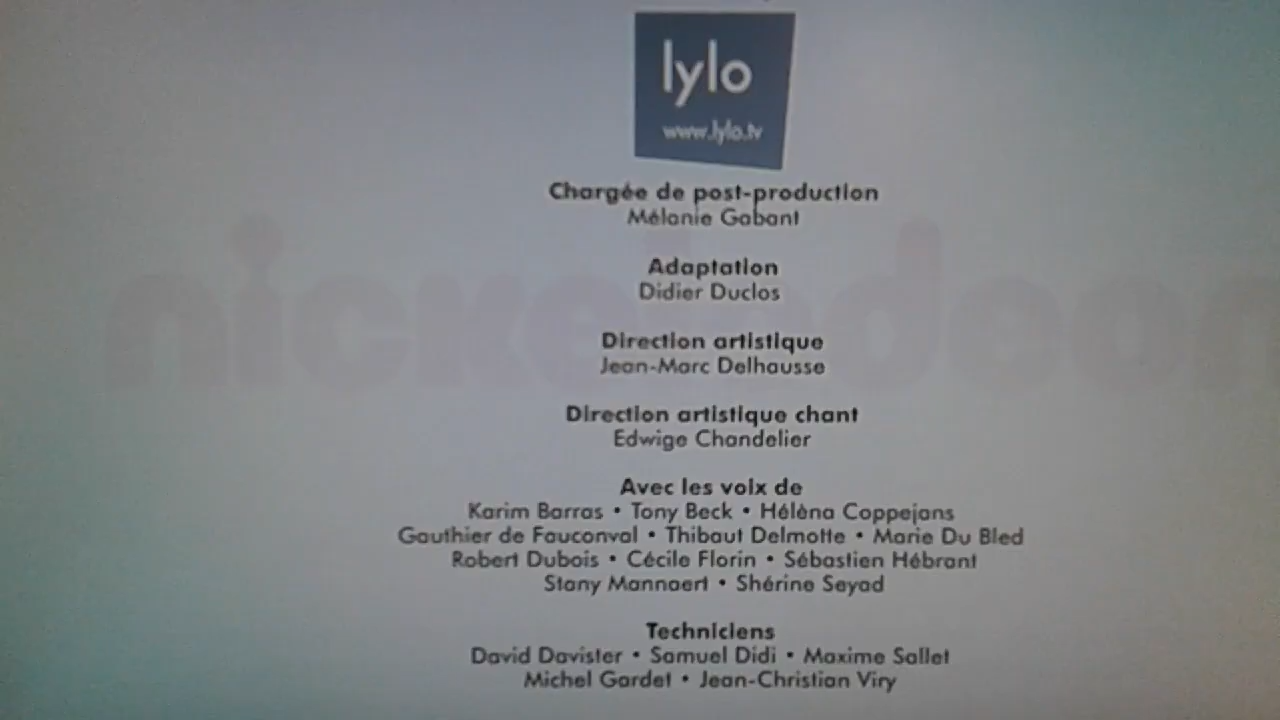 lylo
www.lylo.tv
Chargée de post-production
Mélanie Gabant
Adaptation
Didier Duclos
Direction artistique
Jean-Marc Delhausse
Direction artistique chant
Edwige Chandelier
Avec les voix de
Karim Barras • Tony Beck • Héléna Coppejans
Gauthier de Fauconval • Thibaut Delmotte • Marie Du Bled
Robert Dubois • Cécile Florin • Sébastien Hébrant
Stany Mannaert • Shérine Seyad
Techniciens
David Davister • Samuel Didi • Maxime Sallet
Michel Gardet • Jean-Christian Viry
nickelodeon